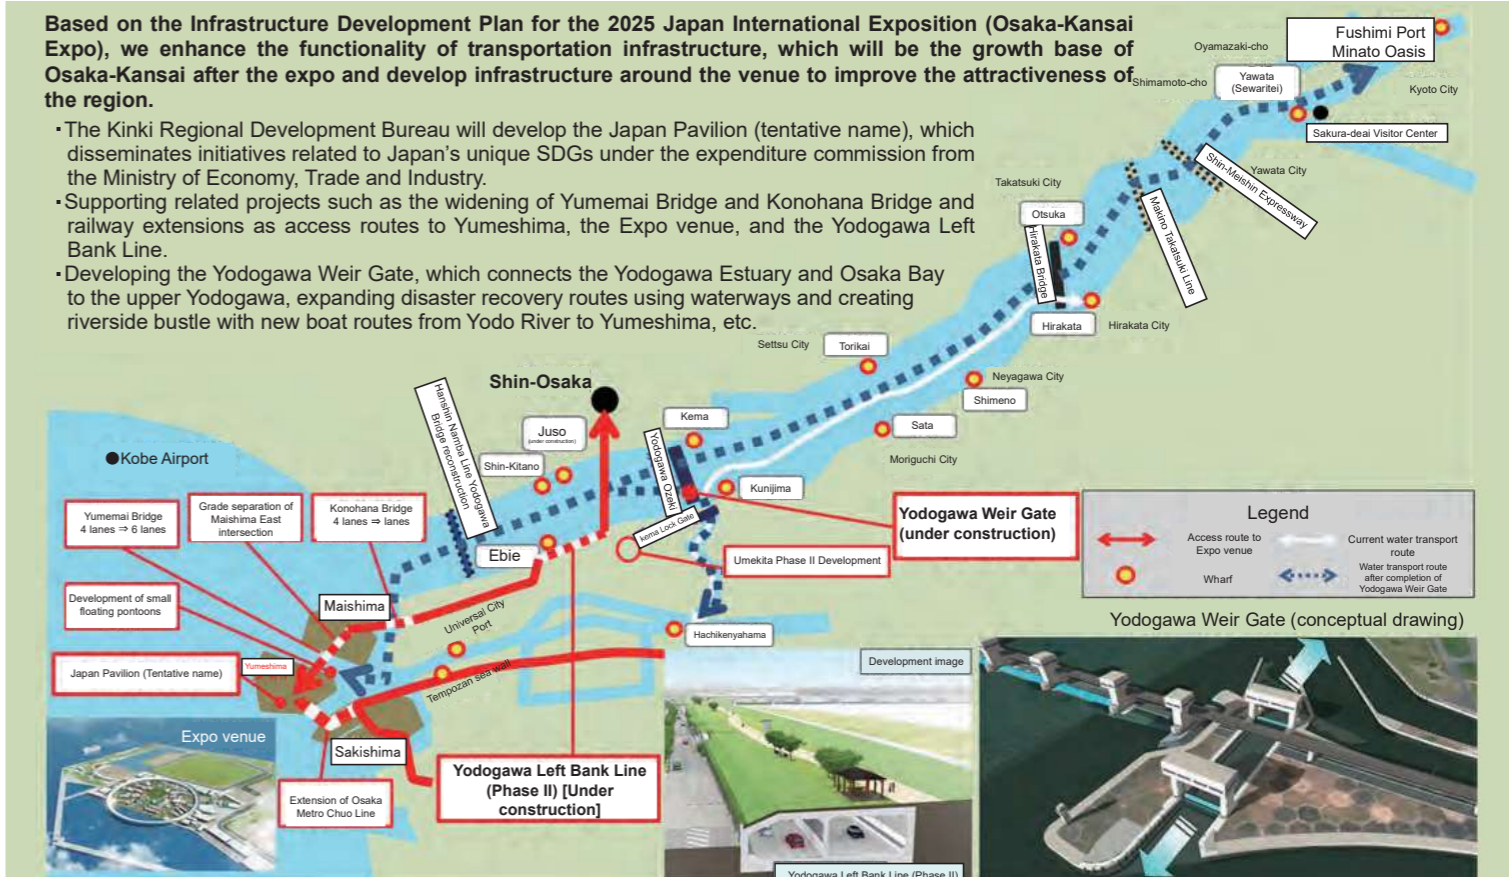 Based on the Infrastructure Development Plan for the 2025 Japan International Exposition (Osaka-Kansai
Expo), we enhance the functionality of transportation infrastructure, which will be the growth base of
Osaka-Kansai after the expo and develop infrastructure around the venue to improve the attractiveness of
the region.
・The Kinki Regional Development Bureau will develop the Japan Pavilion (tentative name), which
disseminates initiatives related to Japan's unique SDGs under the expenditure commission from
the Ministry of Economy, Trade and Industry.
・Supporting related projects such as the widening of Yumemai Bridge and Konohana Bridge and
railway extensions as access routes to Yumeshima, the Expo venue, and the Yodogawa Left
Bank Line.
・Developing the Yodogawa Weir Gate, which connects the Yodogawa Estuary and Osaka Bay
to the upper Yodogawa, expanding disaster recovery routes using waterways and creating
riverside bustle with new boat routes from Yodo River to Yumeshima, etc.
Fushimi Port
Minato Oasis
Oyamazaki-cho
Shimamoto-cho
Yawata
(Sewaritei)
Kyoto City
Sakura-deai Visitor Center
Shin-Meishin Expressway
Yawata City
Takatsuki City
Otsuka
Makino Takatsuki Line
Hirakata Bridge
Hirakata
Hirakata City
Settsu City
Torikai
Neyagawa City
Shimeno
Shin-Osaka
Hanshin Namba Line Yodogawa
Bridge reconstruction
Juso
(under construction)
Kema
Sata
Moriguchi City
Kobe Airport
Shin-Kitano
Yodogawa Ozeki
Kunijima
kema Lock Gate
Yumemai Bridge
4 lanes ⇒ 6 lanes
Grade separation of
Maishima East
intersection
Konohana Bridge
4 lanes ⇒ lanes
Yodogawa Weir Gate
(under construction)
Legend
Access route to
Expo venue
Current water transport
route
Wharf
Water transport route
after completion of
Yodogawa Weir Gate
Ebie
Umekita Phase II Development
Development of small
floating pontoons
Maishima
Universal City
Port
Hachikenyahama
Yodogawa Weir Gate (conceptual drawing)
Japan Pavilion (Tentative name)
Yumeshima
Tempozan sea wall
Development image
Expo venue
Sakishima
Yodogawa Left Bank Line
(Phase II) [Under
construction]
Extension of Osaka
Metro Chuo Line
Yodogawa Left Bank Line (Phase II)